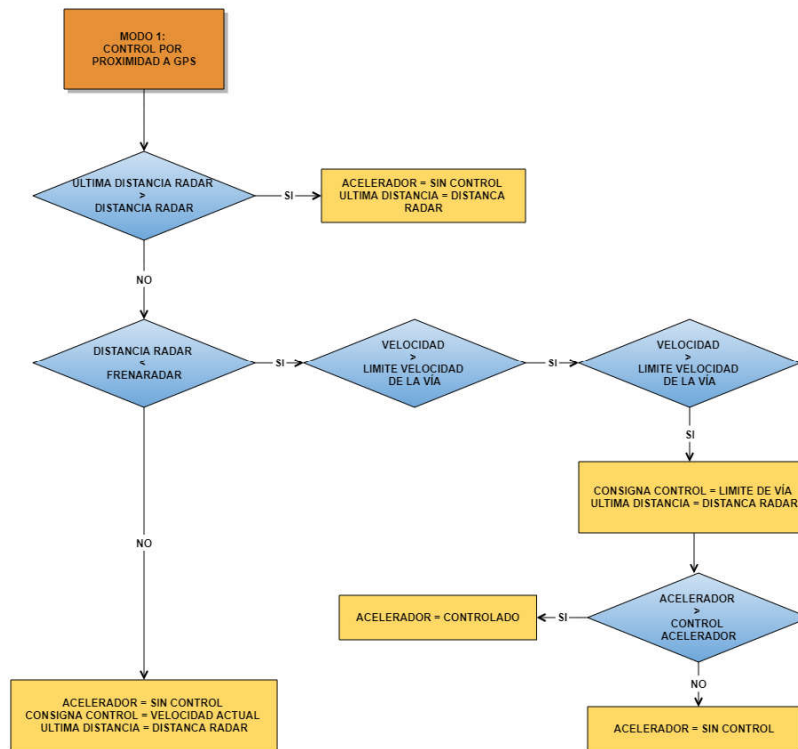 MODO 1:
CONTROL POR
PROXIMIDAD A GPS
ULTIMA DISTANCIA RADAR
>
DISTANCIA RADAR
SI
ACELERADOR = SIN CONTROL
ULTIMA DISTANCIA = DISTANCA
RADAR
NO
DISTANCIA RADAR
<
FRENARADAR
SI
VELOCIDAD
>
LIMITE VELOCIDAD
DE LA VÍA
SI
VELOCIDAD
>
LIMITE VELOCIDAD
DE LA VÍA
SI
CONSIGNA CONTROL = LIMITE DE VÍA
ULTIMA DISTANCIA = DISTANCA RADAR
NO
ACELERADOR
>
CONTROL
ACELERADOR
SI
ACELERADOR = CONTROLADO
NO
ACELERADOR = SIN CONTROL
CONSIGNA CONTROL = VELOCIDAD ACTUAL
ULTIMA DISTANCIA = DISTANCA RADAR
ACELERADOR = SIN CONTROL